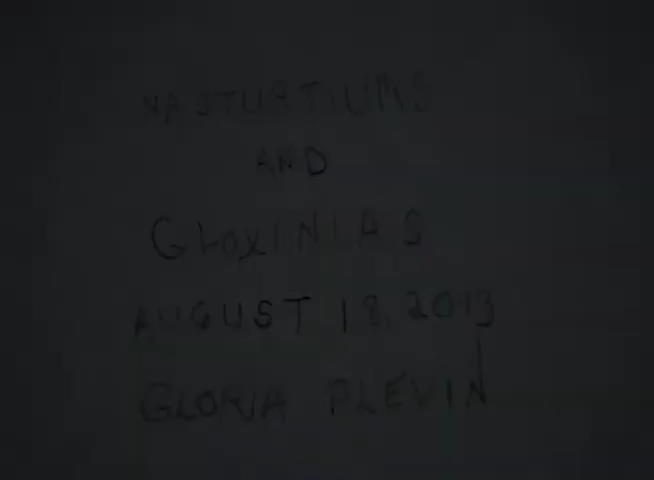 NASTURTIUMS
AND
GLOXINIAS
AUGUST 18, 2013
GLORIA PLEVIN